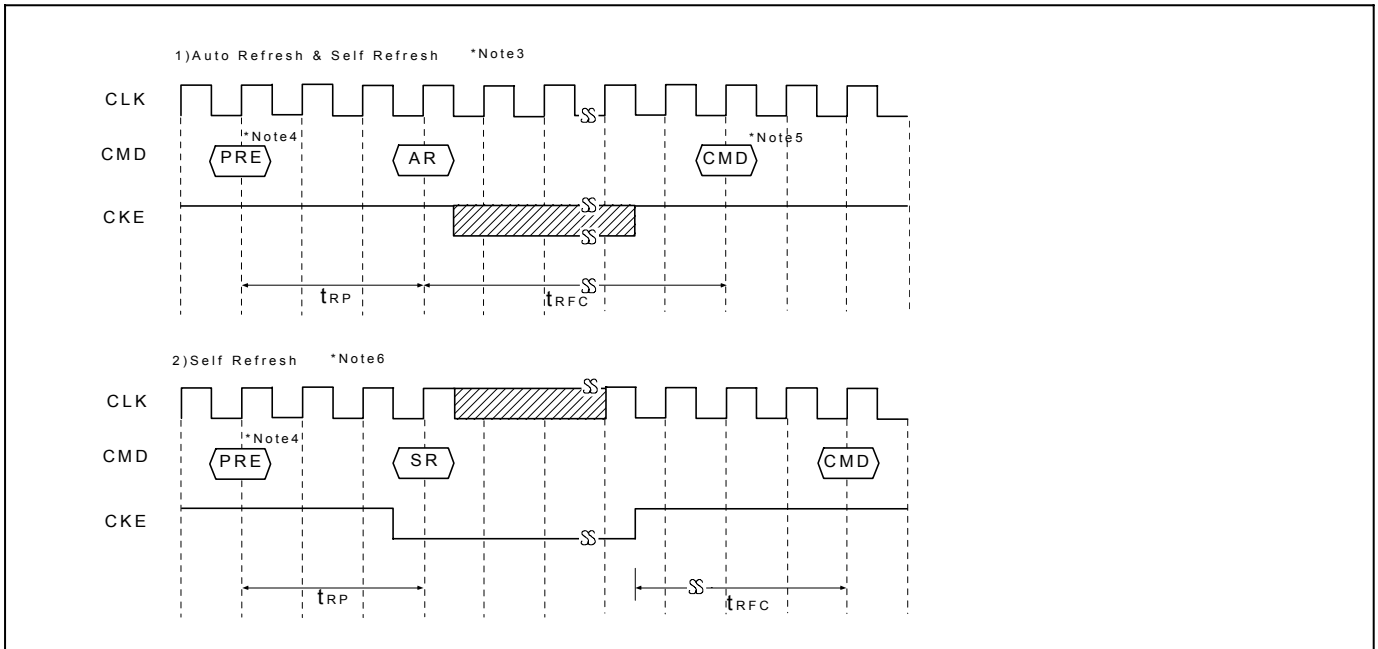 1)Auto Refresh & Self Refresh *Note3
CLK
*Note4 *Note5
CMD PRE AR CMD
CKE
tRP tRFC
2)Self Refresh *Note6
CLK
*Note4
CMD PRE SR CMD
CKE
tRP tRFC